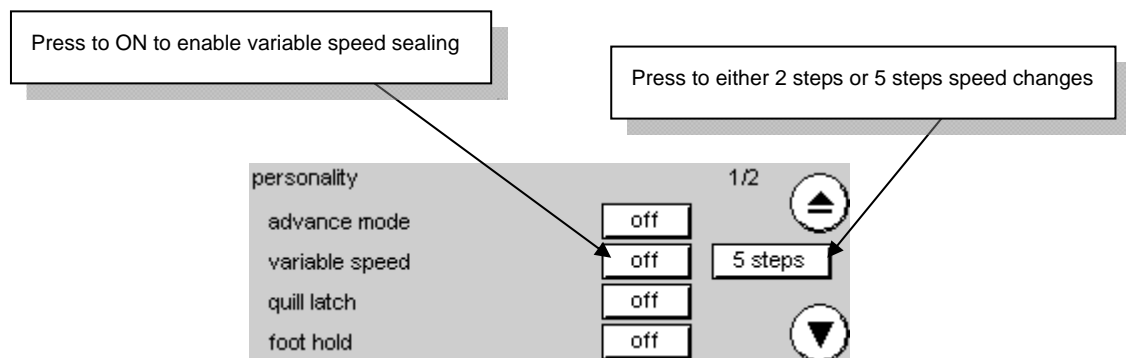 Press to ON to enable variable speed sealing
Press to either 2 steps or 5 steps speed changes
personality 1/2
advance mode off
variable speed off 5 steps
quill latch off
foot hold off